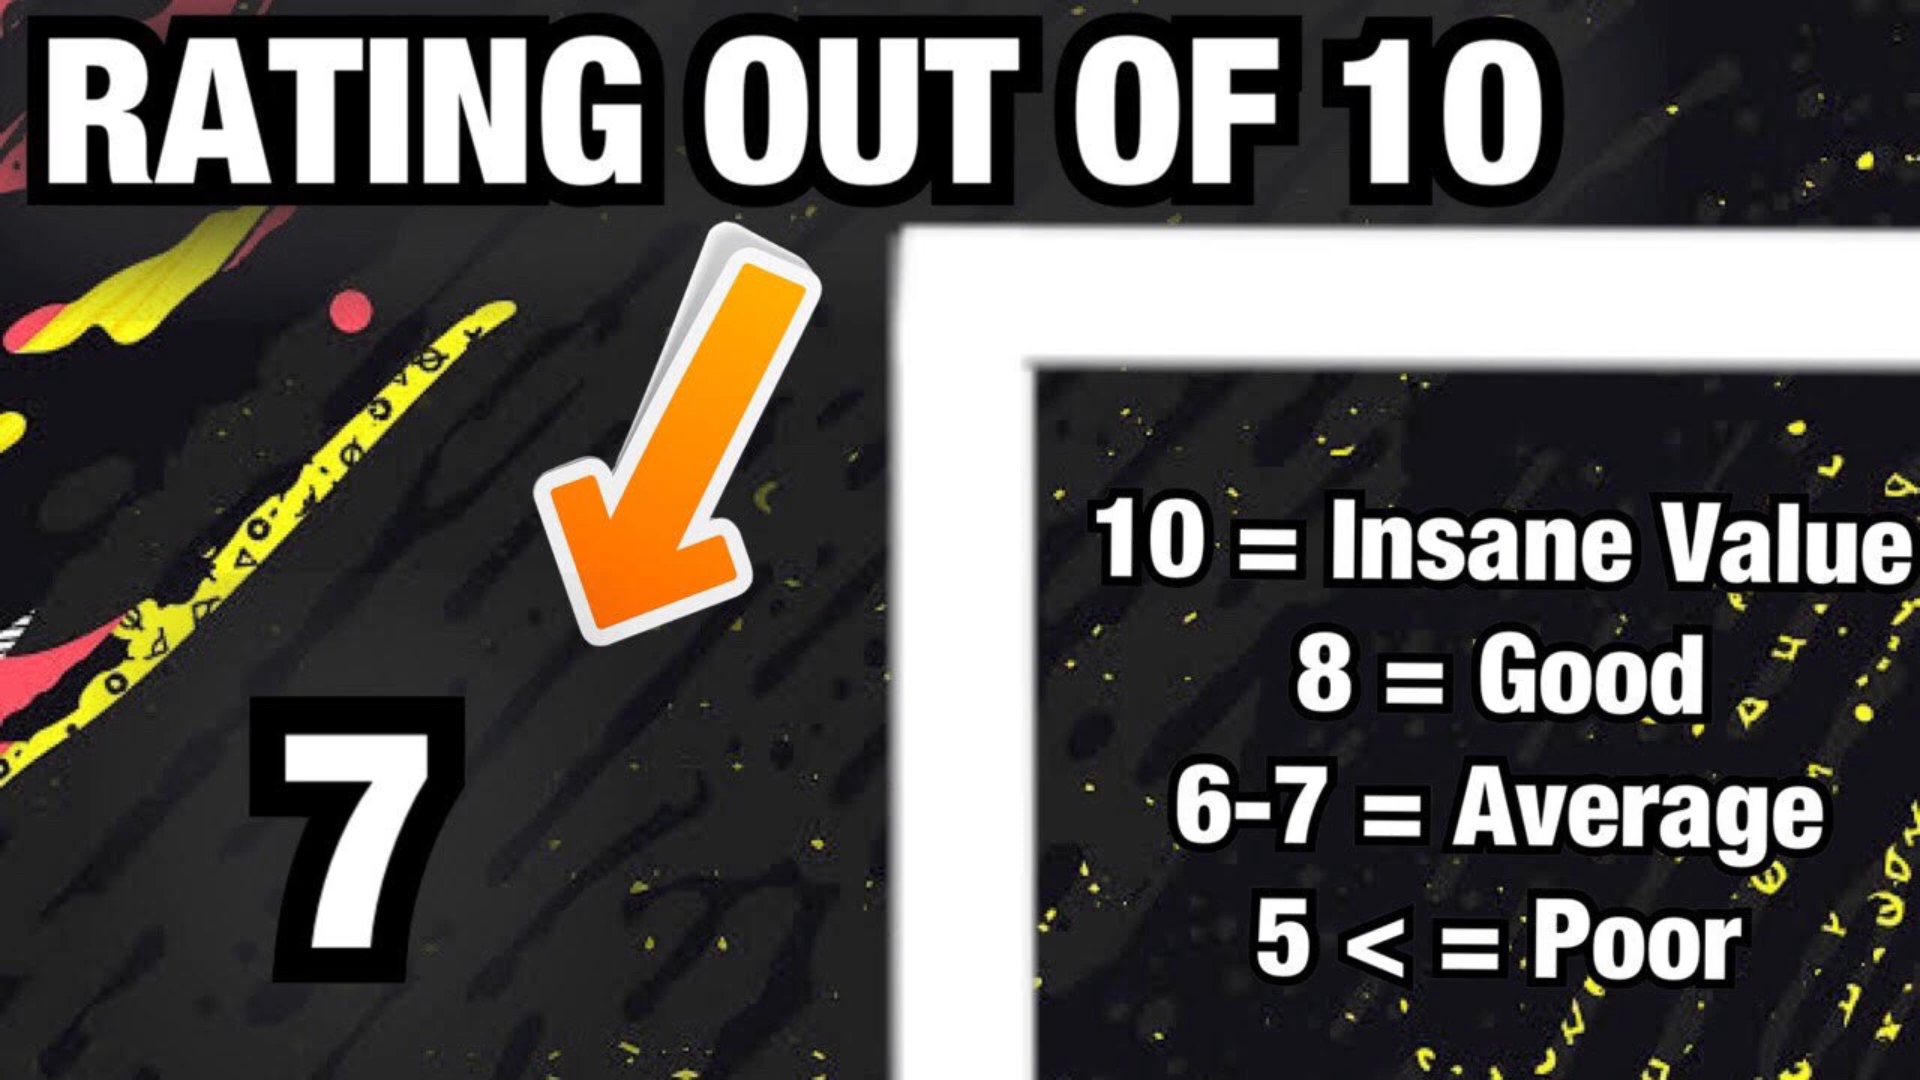 RATING OUT OF 10
7
10 = Insane Value
8 = Good
6-7 = Average
5 < = Poor